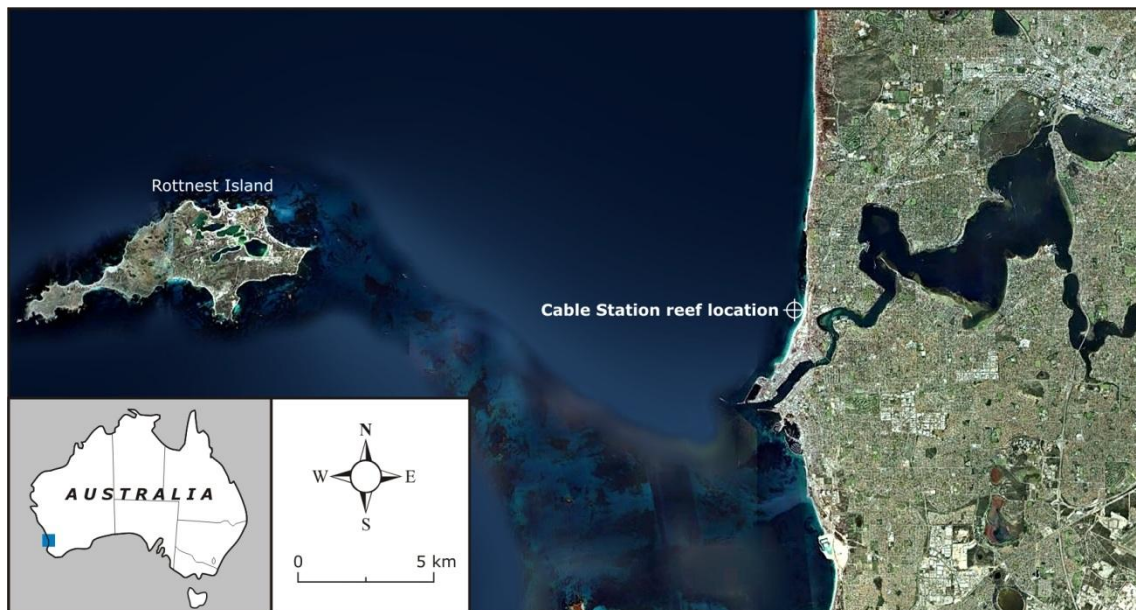 Rottnest Island
Cable Station reef location
AUSTRALIA
N
W E
S
0 5 km